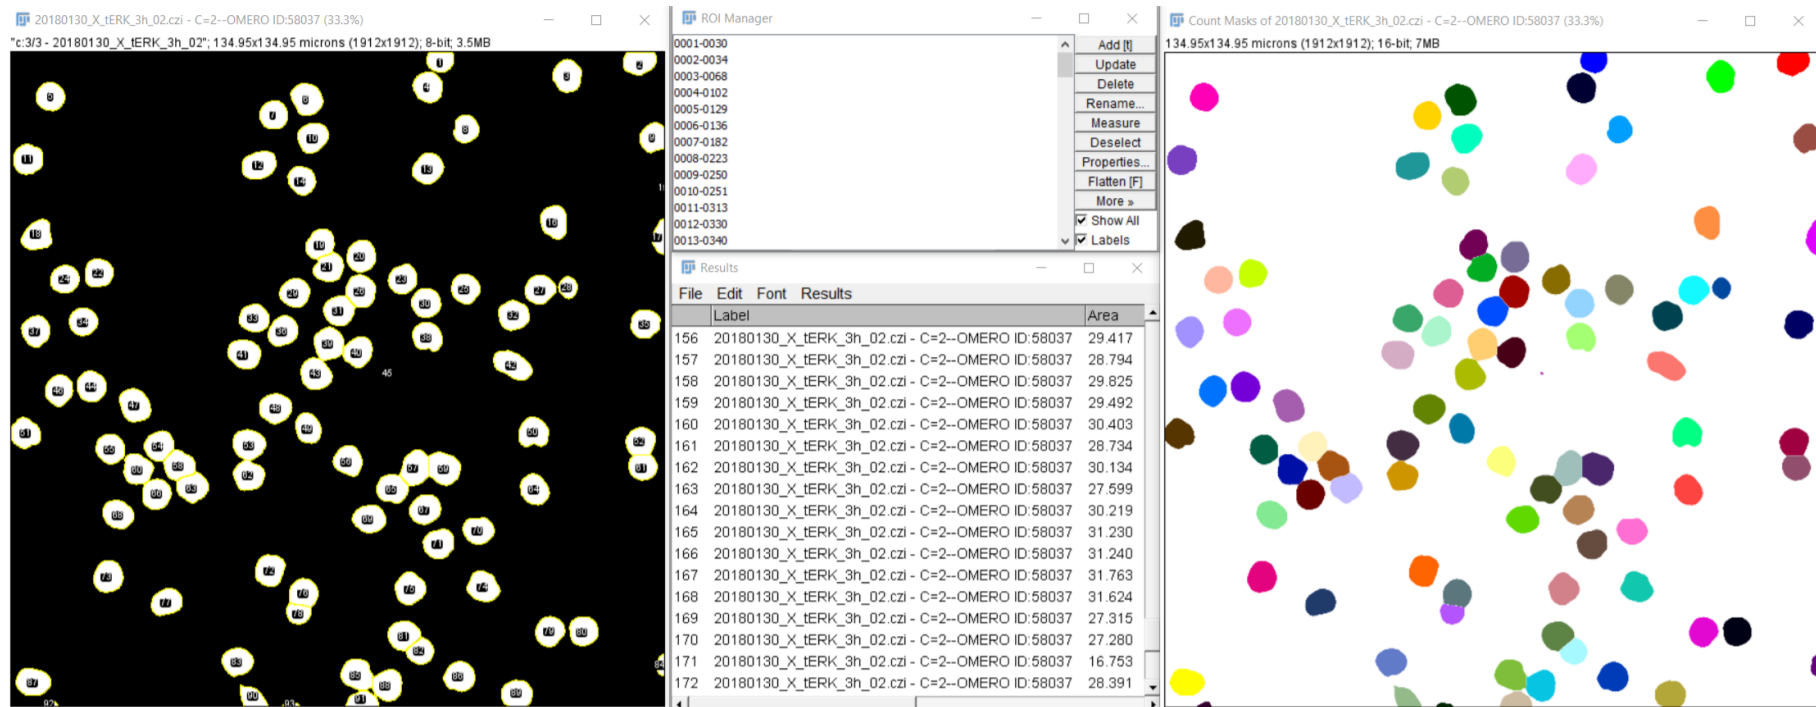 20180130_X_tERK_3h_02.czi - C=2--OMERO ID:58037 (33.3%)
"c:3/3 - 20180130_X_tERK_3h_02"; 134.95x134.95 microns (1912x1912); 8-bit; 3.5MB
ROI Manager
0001-0030
0002-0034
0003-0068
0004-0102
0005-0129
0006-0136
0007-0182
0008-0223
0009-0250
0010-0251
0011-0313
0012-0330
0013-0340
Add [t]
Update
Delete
Rename...
Measure
Deselect
Properties...
Flatten [F]
More »
Show All
Labels
Results
File Edit Font Results
Label Area
156 20180130_X_tERK_3h_02.czi - C=2--OMERO ID:58037 29.417
157 20180130_X_tERK_3h_02.czi - C=2--OMERO ID:58037 28.794
158 20180130_X_tERK_3h_02.czi - C=2--OMERO ID:58037 29.825
159 20180130_X_tERK_3h_02.czi - C=2--OMERO ID:58037 29.492
160 20180130_X_tERK_3h_02.czi - C=2--OMERO ID:58037 30.403
161 20180130_X_tERK_3h_02.czi - C=2--OMERO ID:58037 28.734
162 20180130_X_tERK_3h_02.czi - C=2--OMERO ID:58037 30.134
163 20180130_X_tERK_3h_02.czi - C=2--OMERO ID:58037 27.599
164 20180130_X_tERK_3h_02.czi - C=2--OMERO ID:58037 30.219
165 20180130_X_tERK_3h_02.czi - C=2--OMERO ID:58037 31.230
166 20180130_X_tERK_3h_02.czi - C=2--OMERO ID:58037 31.240
167 20180130_X_tERK_3h_02.czi - C=2--OMERO ID:58037 31.763
168 20180130_X_tERK_3h_02.czi - C=2--OMERO ID:58037 31.624
169 20180130_X_tERK_3h_02.czi - C=2--OMERO ID:58037 27.315
170 20180130_X_tERK_3h_02.czi - C=2--OMERO ID:58037 27.280
171 20180130_X_tERK_3h_02.czi - C=2--OMERO ID:58037 16.753
172 20180130_X_tERK_3h_02.czi - C=2--OMERO ID:58037 28.391
Count Masks of 20180130_X_tERK_3h_02.czi - C=2--OMERO ID:58037 (33.3%)
134.95x134.95 microns (1912x1912); 16-bit; 7MB